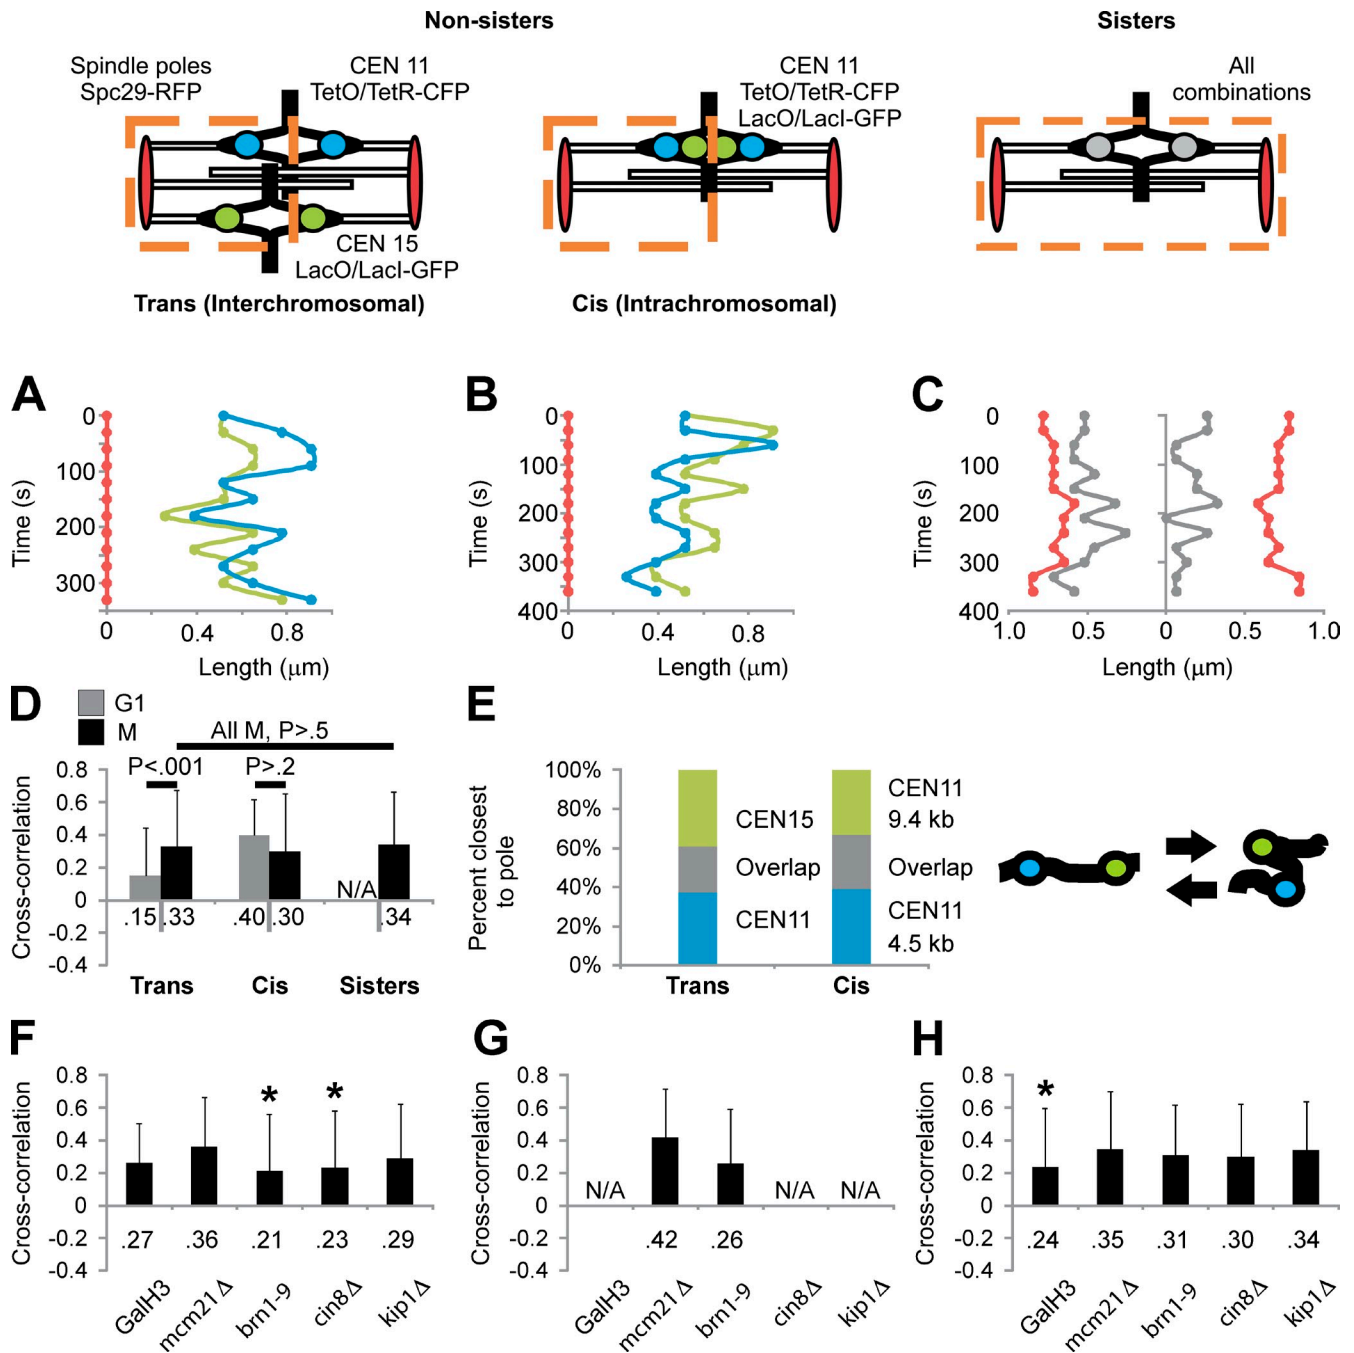 Non-sisters
Sisters
Spindle poles
Spc29-RFP
CEN 11
TetO/TetR-CFP
CEN 11
TetO/TetR-CFP
LacO/LacI-GFP
All
combinations
CEN 15
LacO/LacI-GFP
Trans (Interchromosomal)
Cis (Intrachromosomal)
A
0
100
200
300
Time (s)
0
0.4
0.8
Length (μm)
B
0
100
200
300
400
Time (s)
0
0.4
0.8
Length (μm)
C
0
100
200
300
400
Time (s)
1.0
0.5
0
0.5
1.0
Length (μm)
D
G1
M
All M, P>.5
P<.001
P>.2
0.8
0.6
0.4
0.2
0
-0.2
-0.4
Cross-correlation
N/A
.15
.33
.40
.30
.34
Trans
Cis
Sisters
E
100%
80%
60%
40%
20%
0%
Percent closest
to pole
CEN15
Overlap
CEN11
CEN11
9.4 kb
Overlap
CEN11
4.5 kb
Trans
Cis
F
0.8
0.6
0.4
0.2
0
-0.2
-0.4
Cross-correlation
*
*
.27
.36
.21
.23
.29
GalH3
mcm21Δ
brn1-9
cin8Δ
kip1Δ
G
0.8
0.6
0.4
0.2
0
-0.2
-0.4
Cross-correlation
N/A
N/A
N/A
.42
.26
GalH3
mcm21Δ
brn1-9
cin8Δ
kip1Δ
H
0.8
0.6
0.4
0.2
0
-0.2
-0.4
Cross-correlation
*
.24
.35
.31
.30
.34
GalH3
mcm21Δ
brn1-9
cin8Δ
kip1Δ